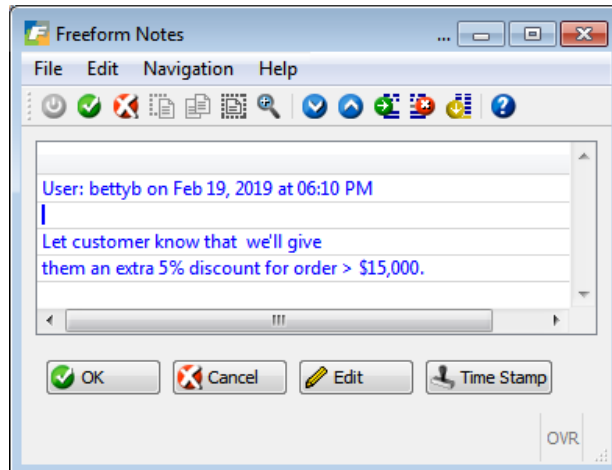 Freeform Notes ...
File Edit Navigation Help
User: bettyb on Feb 19, 2019 at 06:10 PM
Let customer know that  we'll give
them an extra 5% discount for order > $15,000.
OK Cancel Edit Time Stamp
OVR